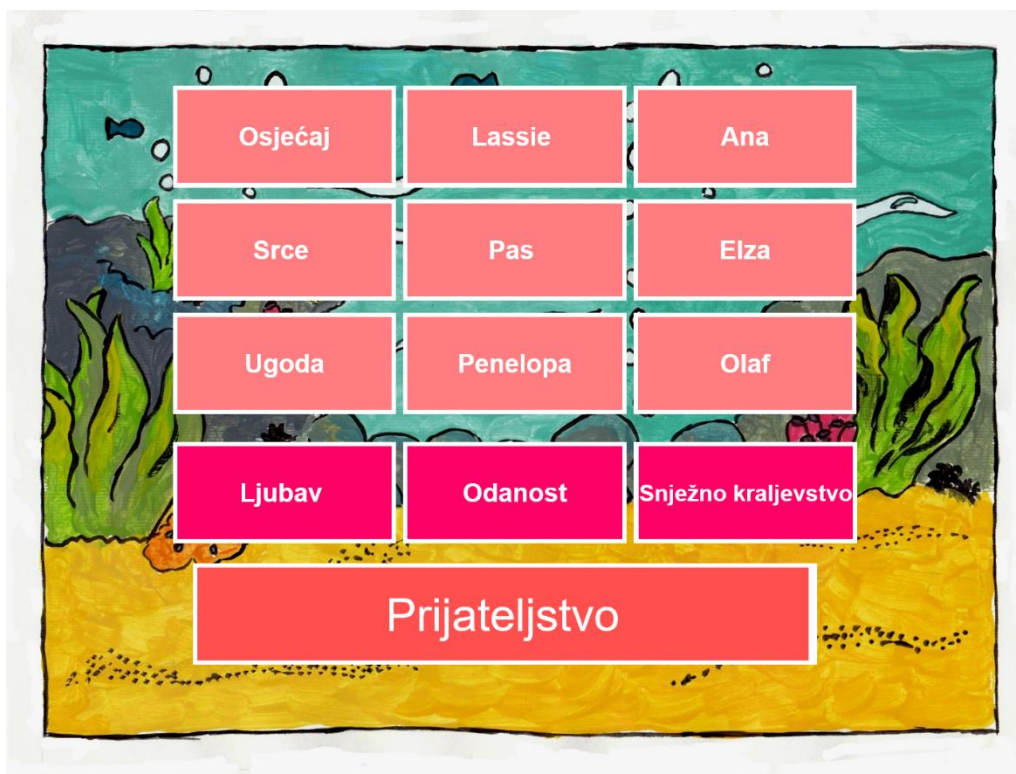 Osjećaj Lassie Ana
Srce Pas Elza
Ugoda Penelopa Olaf
Ljubav Odanost Snježno kraljevstvo
Prijateljstvo